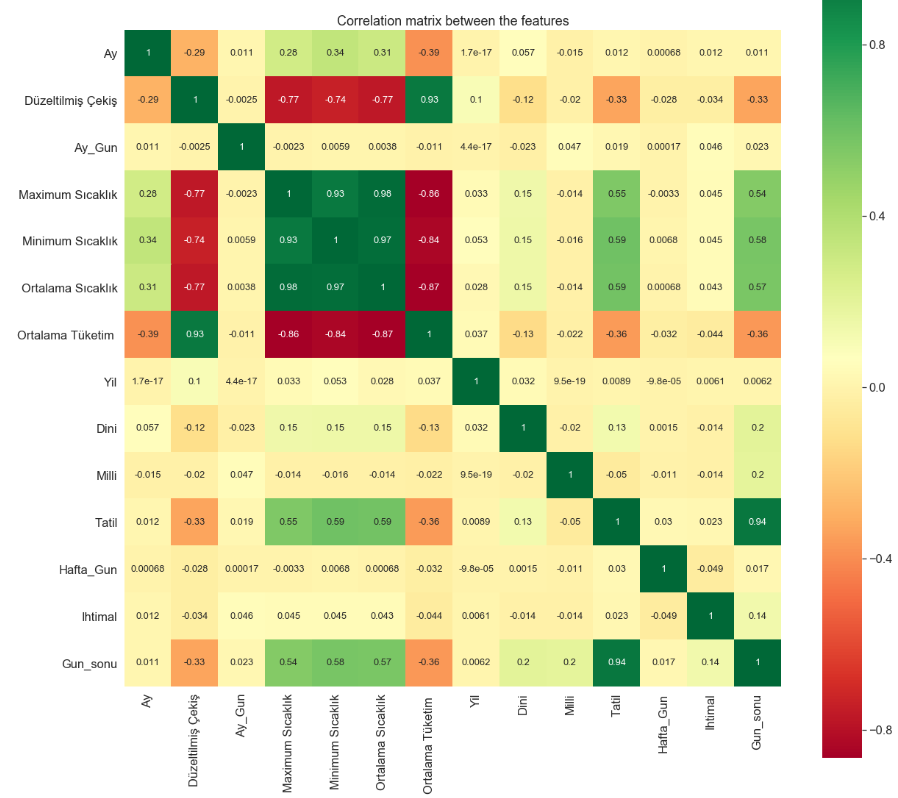 Correlation matrix between the features
Ay 1 -0.29 0.011 0.28 0.34 0.31 -0.39 1.7e-17 0.057 -0.015 0.012 0.00068 0.012 0.011
Düzeltilmiş Çekiş -0.29 1 -0.0025 -0.77 -0.74 -0.77 0.93 0.1 -0.12 -0.02 -0.33 -0.028 -0.034 -0.33
Ay_Gun 0.011 -0.0025 1 -0.0023 0.0059 0.0038 -0.011 4.4e-17 -0.023 0.047 0.019 0.00017 0.046 0.023
Maximum Sıcaklık 0.28 -0.77 -0.0023 1 0.93 0.98 -0.86 0.033 0.15 -0.014 0.55 -0.0033 0.045 0.54
Minimum Sıcaklık 0.34 -0.74 0.0059 0.93 1 0.97 -0.84 0.053 0.15 -0.016 0.59 0.0068 0.045 0.58
Ortalama Sıcaklık 0.31 -0.77 0.0038 0.98 0.97 1 -0.87 0.028 0.15 -0.014 0.59 0.00068 0.043 0.57
Ortalama Tüketim -0.39 0.93 -0.011 -0.86 -0.84 -0.87 1 0.037 -0.13 -0.022 -0.36 -0.032 -0.044 -0.36
Yil 1.7e-17 0.1 4.4e-17 0.033 0.053 0.028 0.037 1 0.032 9.5e-19 0.0089 -9.8e-05 0.0061 0.0062
Dini 0.057 -0.12 -0.023 0.15 0.15 0.15 -0.13 0.032 1 -0.02 0.13 0.0015 -0.014 0.2
Milli -0.015 -0.02 0.047 -0.014 -0.016 -0.014 -0.022 9.5e-19 -0.02 1 -0.05 -0.011 -0.014 0.2
Tatil 0.012 -0.33 0.019 0.55 0.59 0.59 -0.36 0.0089 0.13 -0.05 1 0.03 0.023 0.94
Hafta_Gun 0.00068 -0.028 0.00017 -0.0033 0.0068 0.00068 -0.032 -9.8e-05 0.0015 -0.011 0.03 1 -0.049 0.017
Ihtimal 0.012 -0.034 0.046 0.045 0.045 0.043 -0.044 0.0061 -0.014 -0.014 0.023 -0.049 1 0.14
Gun_sonu 0.011 -0.33 0.023 0.54 0.58 0.57 -0.36 0.0062 0.2 0.2 0.94 0.017 0.14 1
Ay
Düzeltilmiş Çekiş
Ay_Gun
Maximum Sıcaklık
Minimum Sıcaklık
Ortalama Sıcaklık
Ortalama Tüketim
Yil
Dini
Milli
Tatil
Hafta_Gun
Ihtimal
Gun_sonu
0.8
0.4
0.0
-0.4
-0.8